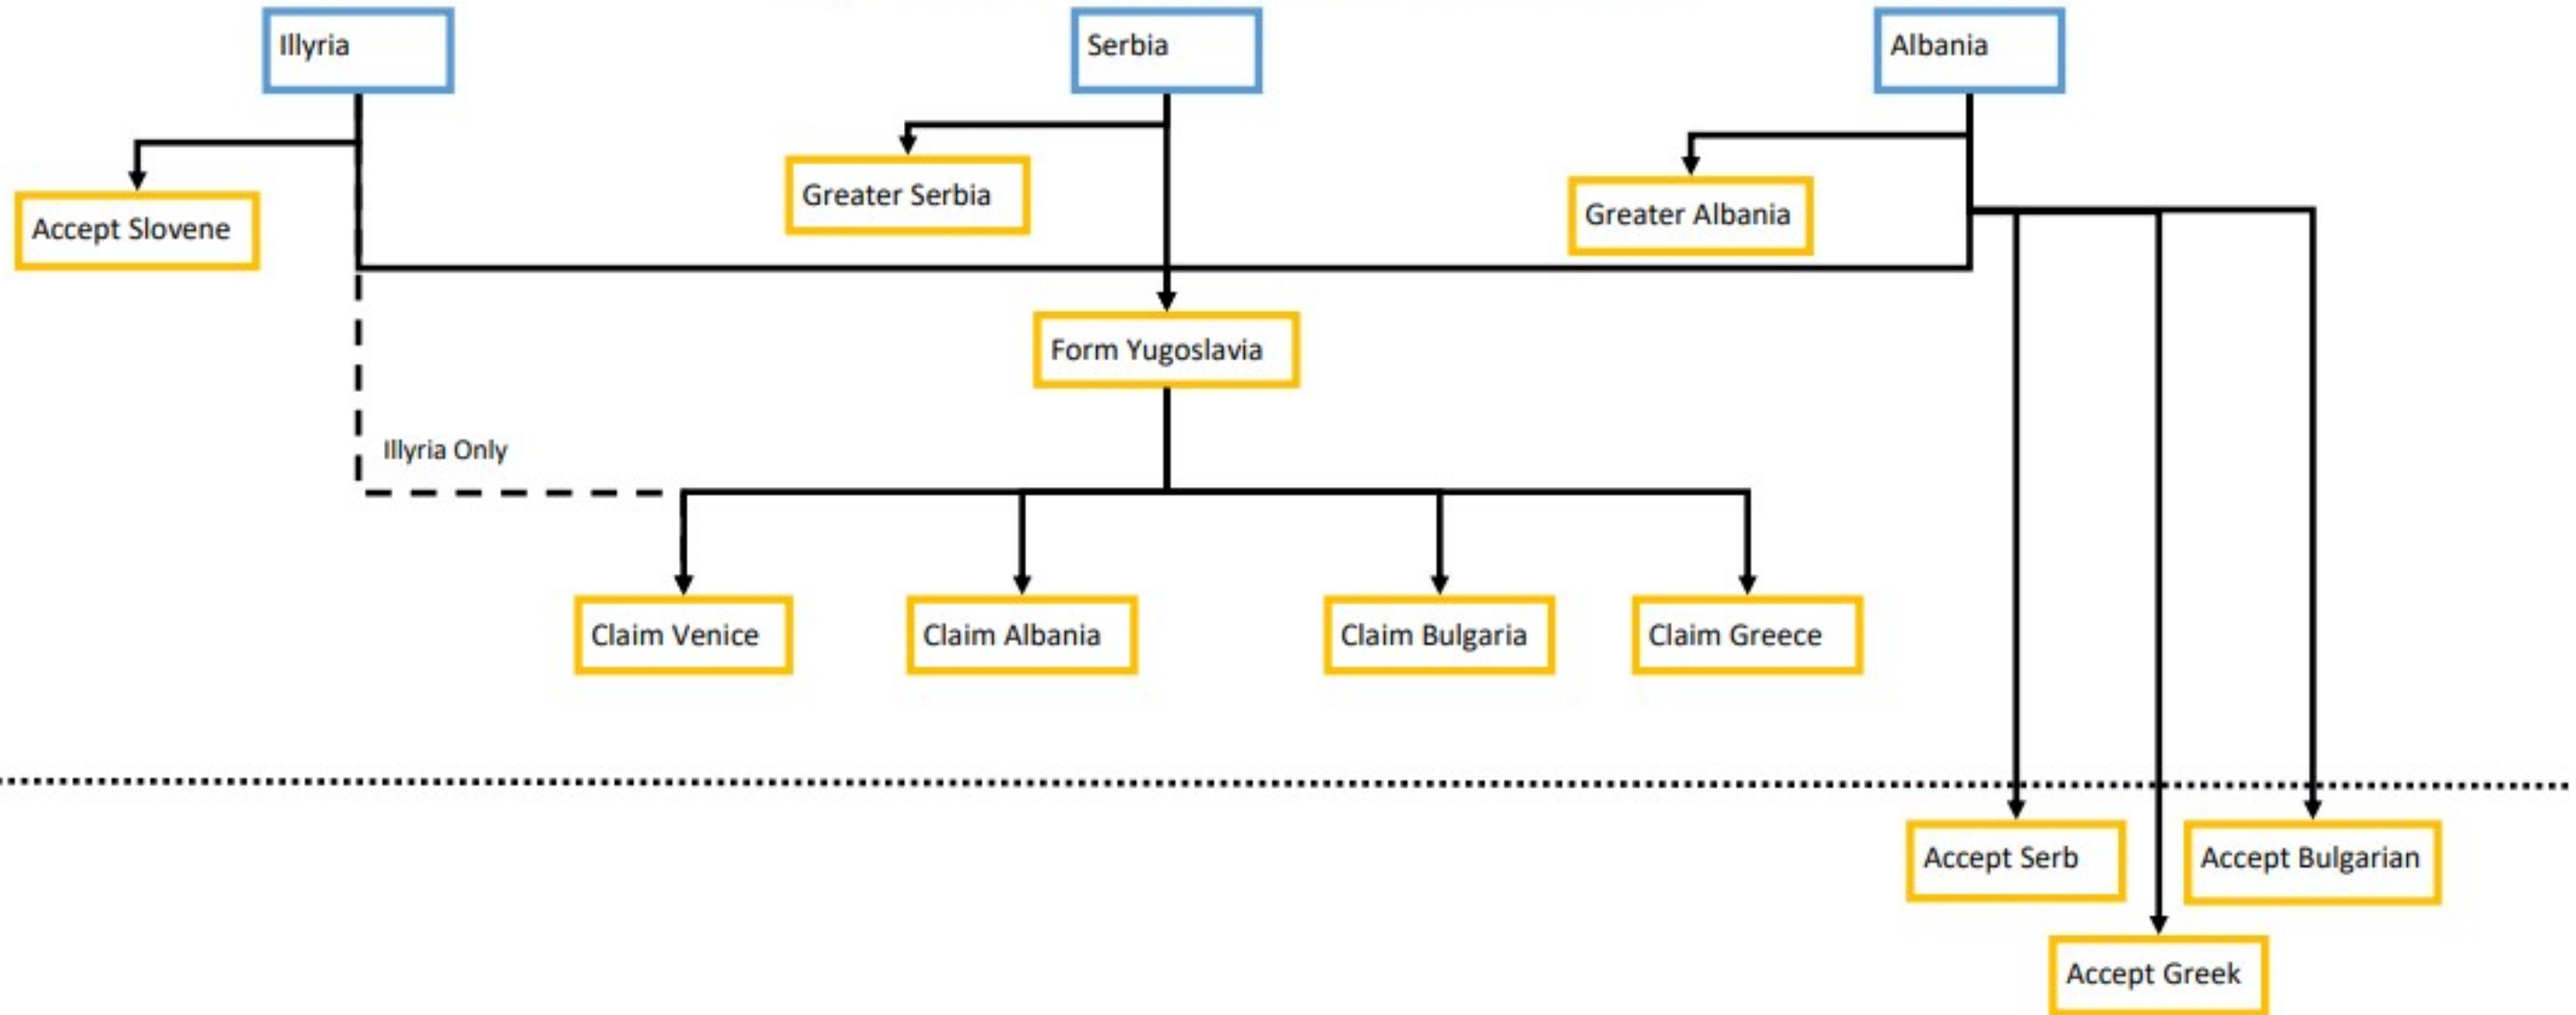 Illyria
Serbia
Albania
Accept Slovene
Greater Serbia
Greater Albania
Form Yugoslavia
Illyria Only
Claim Venice
Claim Albania
Claim Bulgaria
Claim Greece
Accept Serb
Accept Bulgarian
Accept Greek